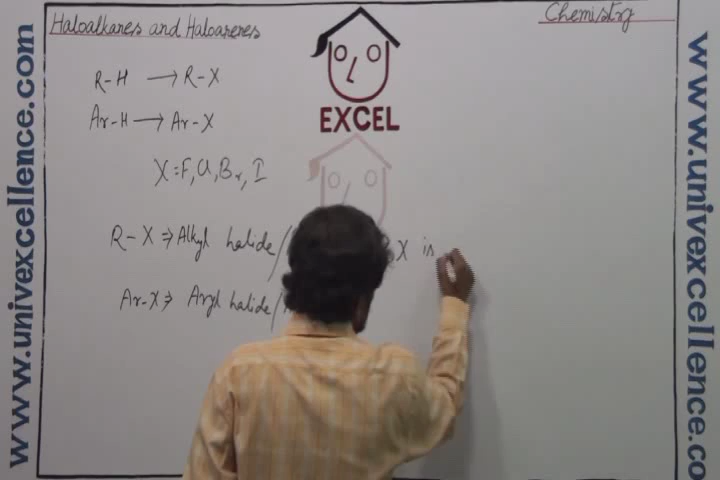 Haloalkanes and Haloarenes
Chemistry
EXCEL
R-H → R-X
Ar-H → Ar-X
X=F, Cl, Br, I
R-X ⇒ Alkyl halide/
X is
Ar-X ⇒ Aryl halide/
www.univexcellence.com
www.univexcellence.com